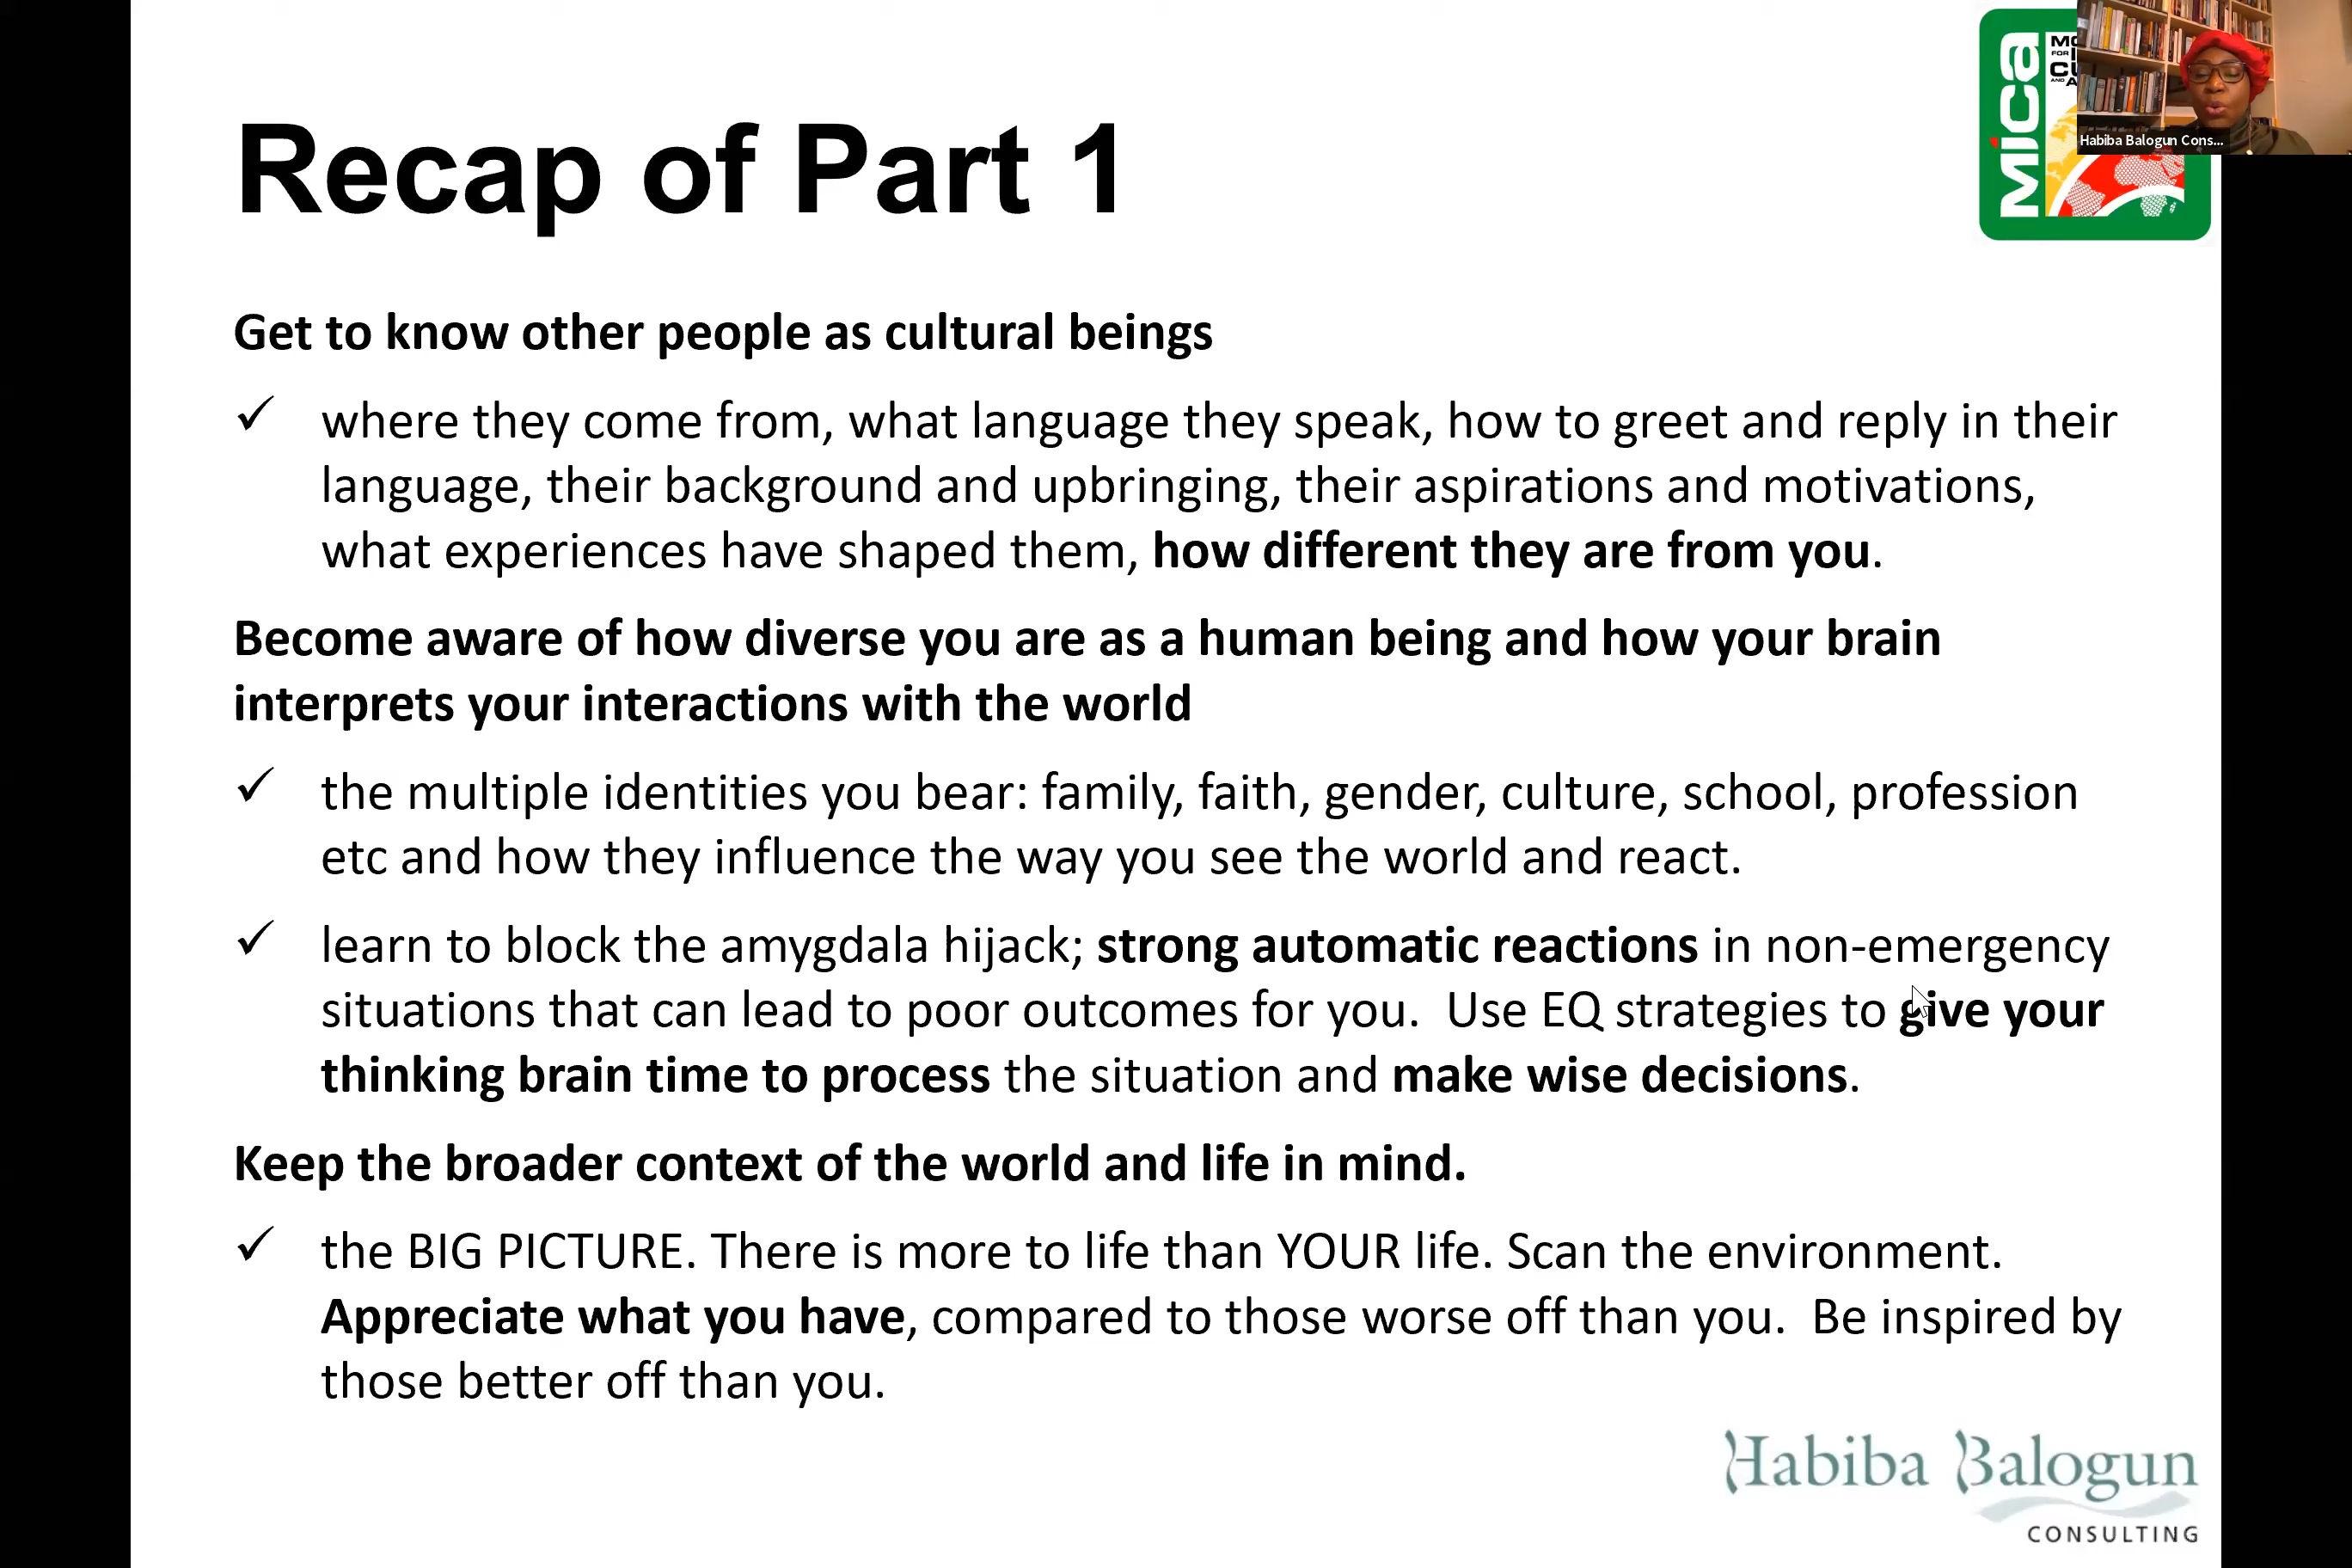 Recap of Part 1
MICA
FOR
AND
Habiba Balogun Cons...
Get to know other people as cultural beings
✓ where they come from, what language they speak, how to greet and reply in their
language, their background and upbringing, their aspirations and motivations,
what experiences have shaped them, how different they are from you.
Become aware of how diverse you are as a human being and how your brain
interprets your interactions with the world
✓ the multiple identities you bear: family, faith, gender, culture, school, profession
etc and how they influence the way you see the world and react.
✓ learn to block the amygdala hijack; strong automatic reactions in non-emergency
situations that can lead to poor outcomes for you. Use EQ strategies to give your
thinking brain time to process the situation and make wise decisions.
Keep the broader context of the world and life in mind.
✓ the BIG PICTURE. There is more to life than YOUR life. Scan the environment.
Appreciate what you have, compared to those worse off than you. Be inspired by
those better off than you.
Habiba Balogun
CONSULTING